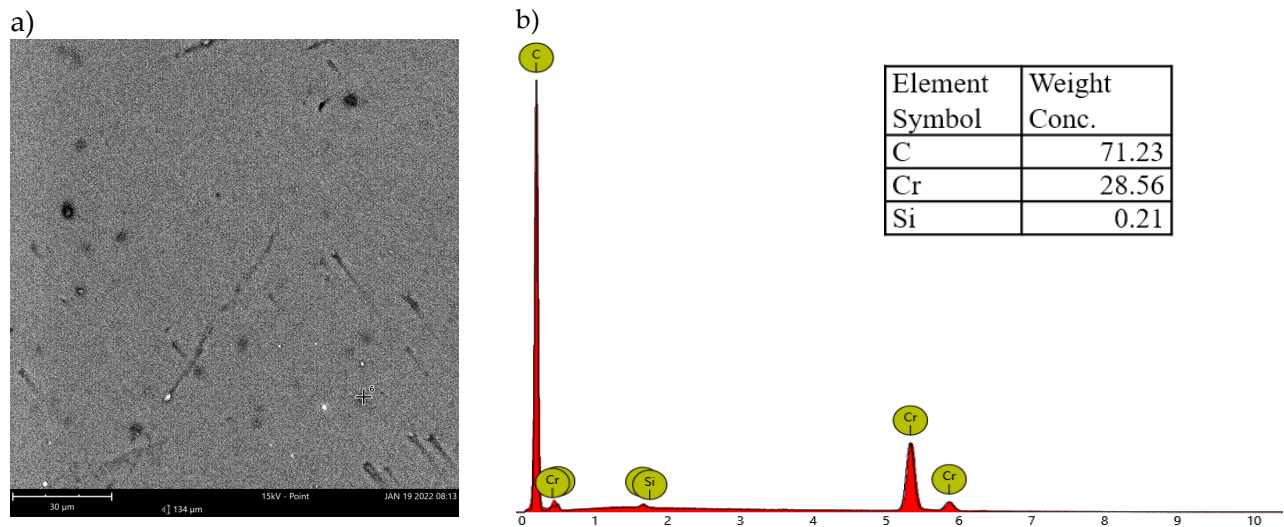 a)
6
30 µm
134 µm
15kV - Point
JAN 19 2022 08:13
b)
C
Element Symbol
Weight Conc.
C 71.23
Cr 28.56
Si 0.21
Cr
Si
Cr
Cr
0 1 2 3 4 5 6 7 8 9 10